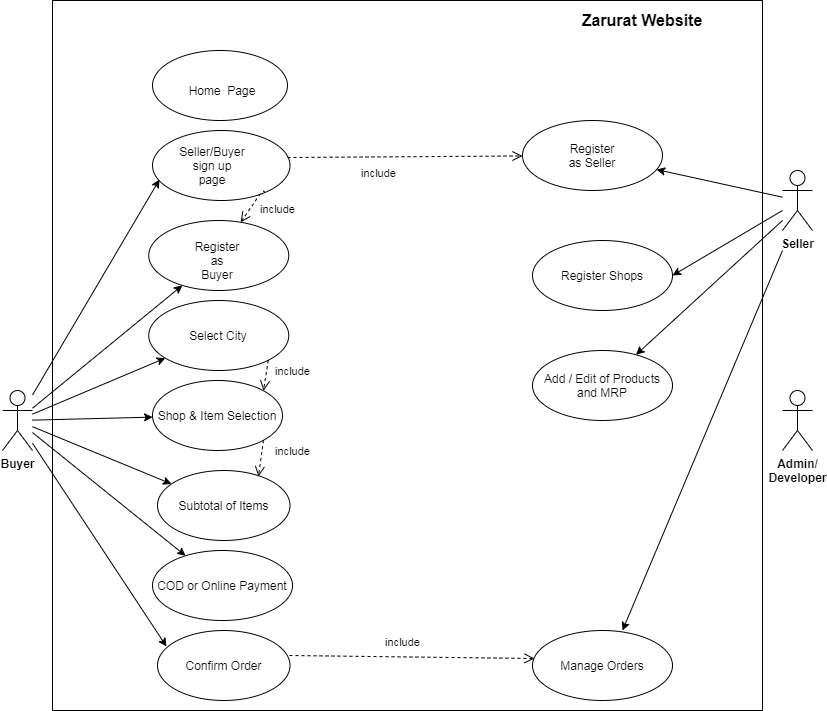 Zarurat Website
Home Page
Seller/Buyer
sign up
page
include
Register
as Seller
include
Register
as
Buyer
Seller
Register Shops
Select City
include
Add / Edit of Products
and MRP
Shop & Item Selection
Buyer
include
Admin/
Developer
Subtotal of Items
COD or Online Payment
Confirm Order
include
Manage Orders